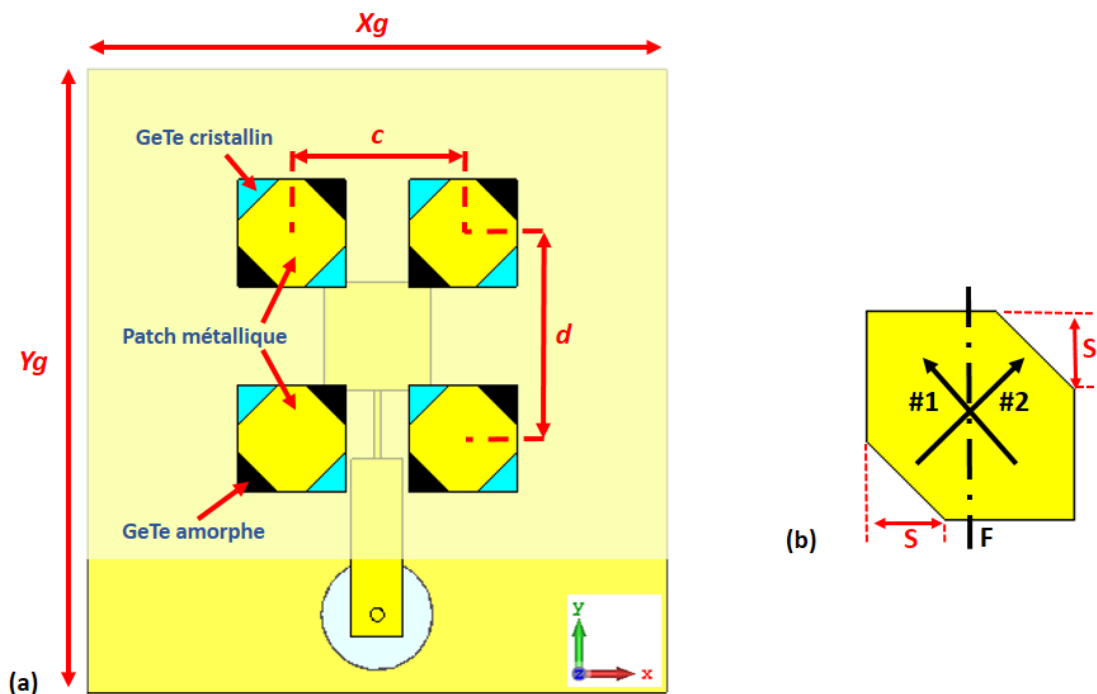 Xg
GeTe cristallin
c
Patch métallique
d
Yg
#1 #2
S
GeTe amorphe
S
F
(b)
y
z
x
(a)